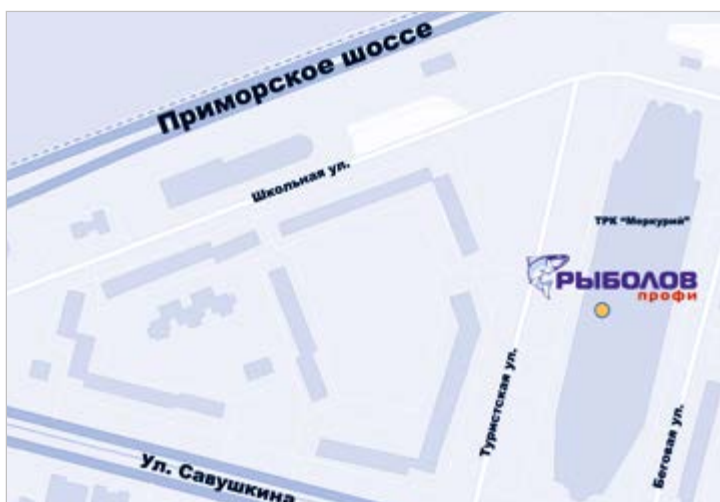 Приморское шоссе
Школьная ул.
ТРК "Меркурий"
РЫБОЛОВ
профи
Туристская ул.
Беговая ул.
Ул. Савушкина